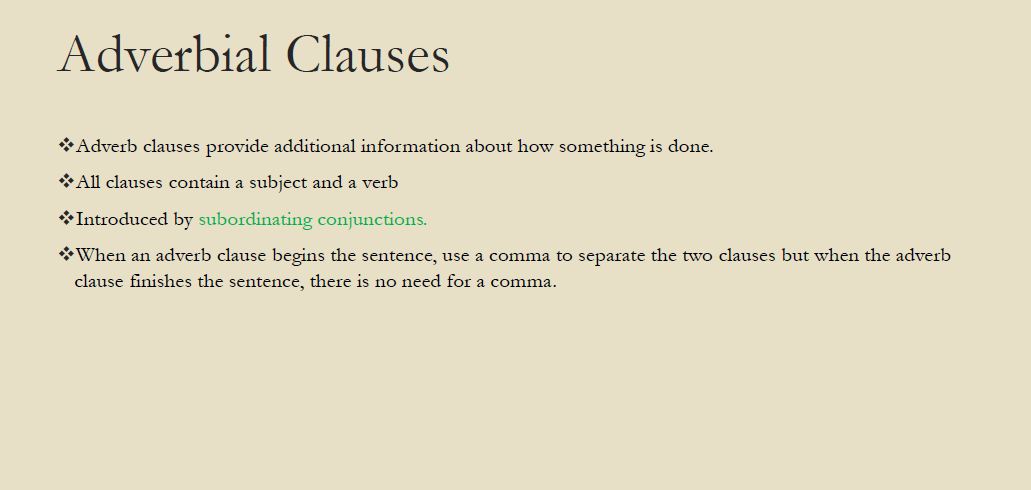 Adverbial Clauses
❖Adverb clauses provide additional information about how something is done.
❖All clauses contain a subject and a verb
❖Introduced by subordinating conjunctions.
❖When an adverb clause begins the sentence, use a comma to separate the two clauses but when the adverb
clause finishes the sentence, there is no need for a comma.